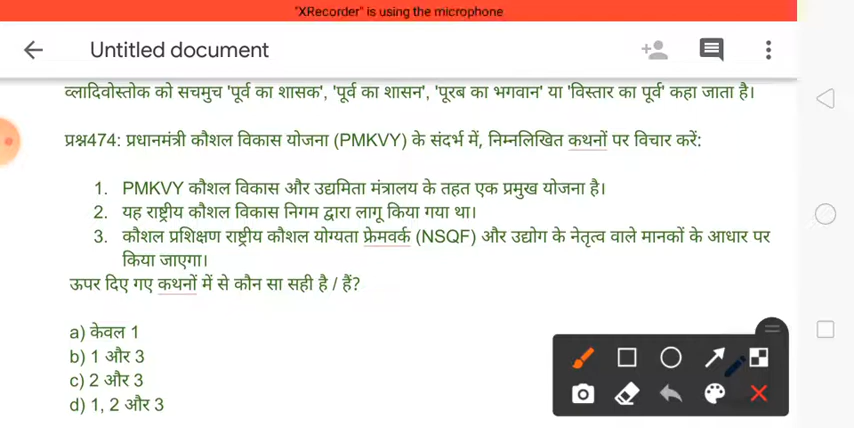 "XRecorder" is using the microphone
Untitled document
व्लादिवोस्तोक को सचमुच 'पूर्व का शासक', 'पूर्व का शासन', 'पूरब का भगवान' या 'विस्तार का पूर्व' कहा जाता है।
प्रश्न474: प्रधानमंत्री कौशल विकास योजना (PMKVY) के संदर्भ में, निम्नलिखित कथनों पर विचार करें:
1. PMKVY कौशल विकास और उद्यमिता मंत्रालय के तहत एक प्रमुख योजना है।
2. यह राष्ट्रीय कौशल विकास निगम द्वारा लागू किया गया था।
3. कौशल प्रशिक्षण राष्ट्रीय कौशल योग्यता फ्रेमवर्क (NSQF) और उद्योग के नेतृत्व वाले मानकों के आधार पर
किया जाएगा।
ऊपर दिए गए कथनों में से कौन सा सही है / हैं?
a) केवल 1
b) 1 और 3
c) 2 और 3
d) 1, 2 और 3